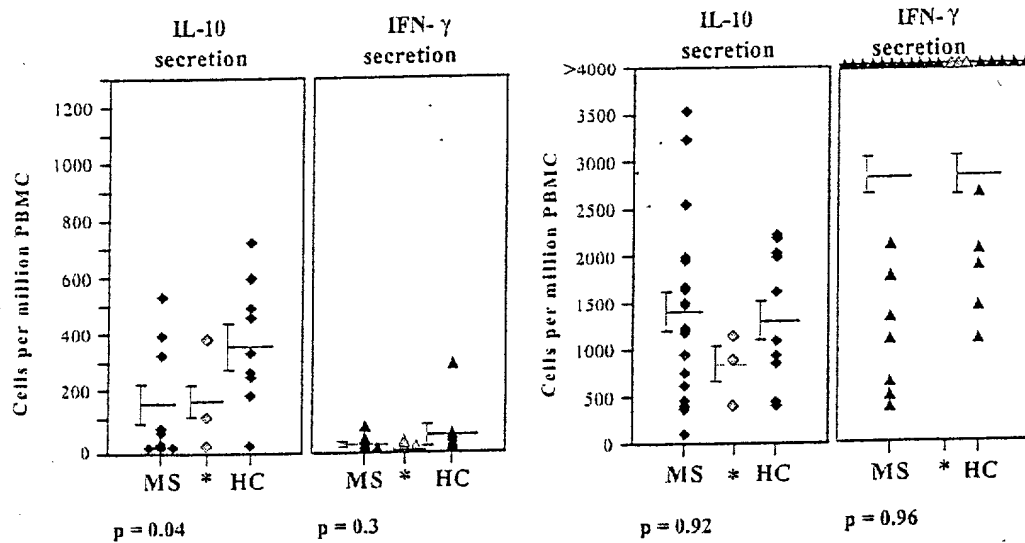 IL-10
secretion
IFN- γ
secretion
Cells per million PBMC
1200
1000
800
600
400
200
0
MS * HC
MS * HC
p = 0.04
p = 0.3
IL-10
secretion
IFN- γ
secretion
Cells per million PBMC
>4000
3500
3000
2500
2000
1500
1000
500
0
MS * HC
MS * HC
p = 0.92
p = 0.96